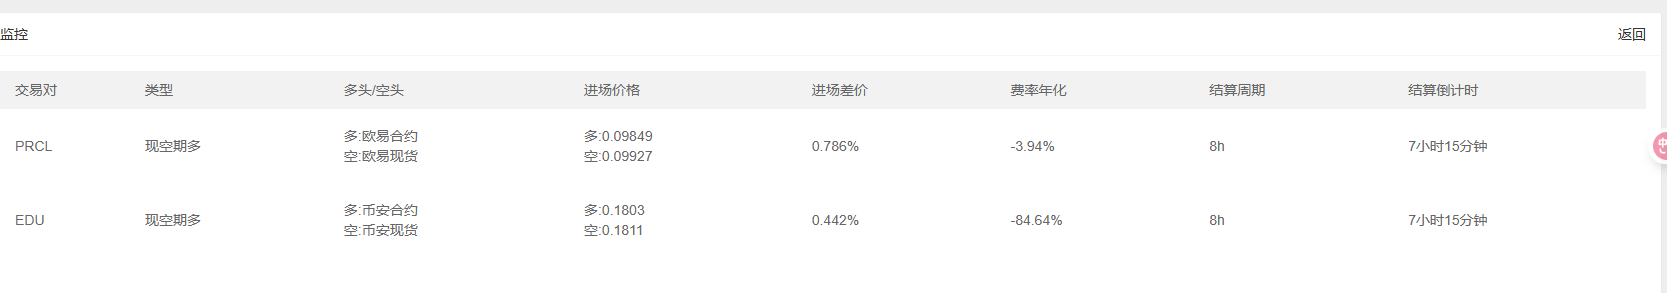 监控
返回
交易对 类型 多头/空头 进场价格 进场差价 费率年化 结算周期 结算倒计时
PRCL 现空期多 多:欧易合约 多:0.09849 0.786% -3.94% 8h 7小时15分钟
空:欧易现货 空:0.09927
EDU 现空期多 多:币安合约 多:0.1803 0.442% -84.64% 8h 7小时15分钟
空:币安现货 空:0.1811
中